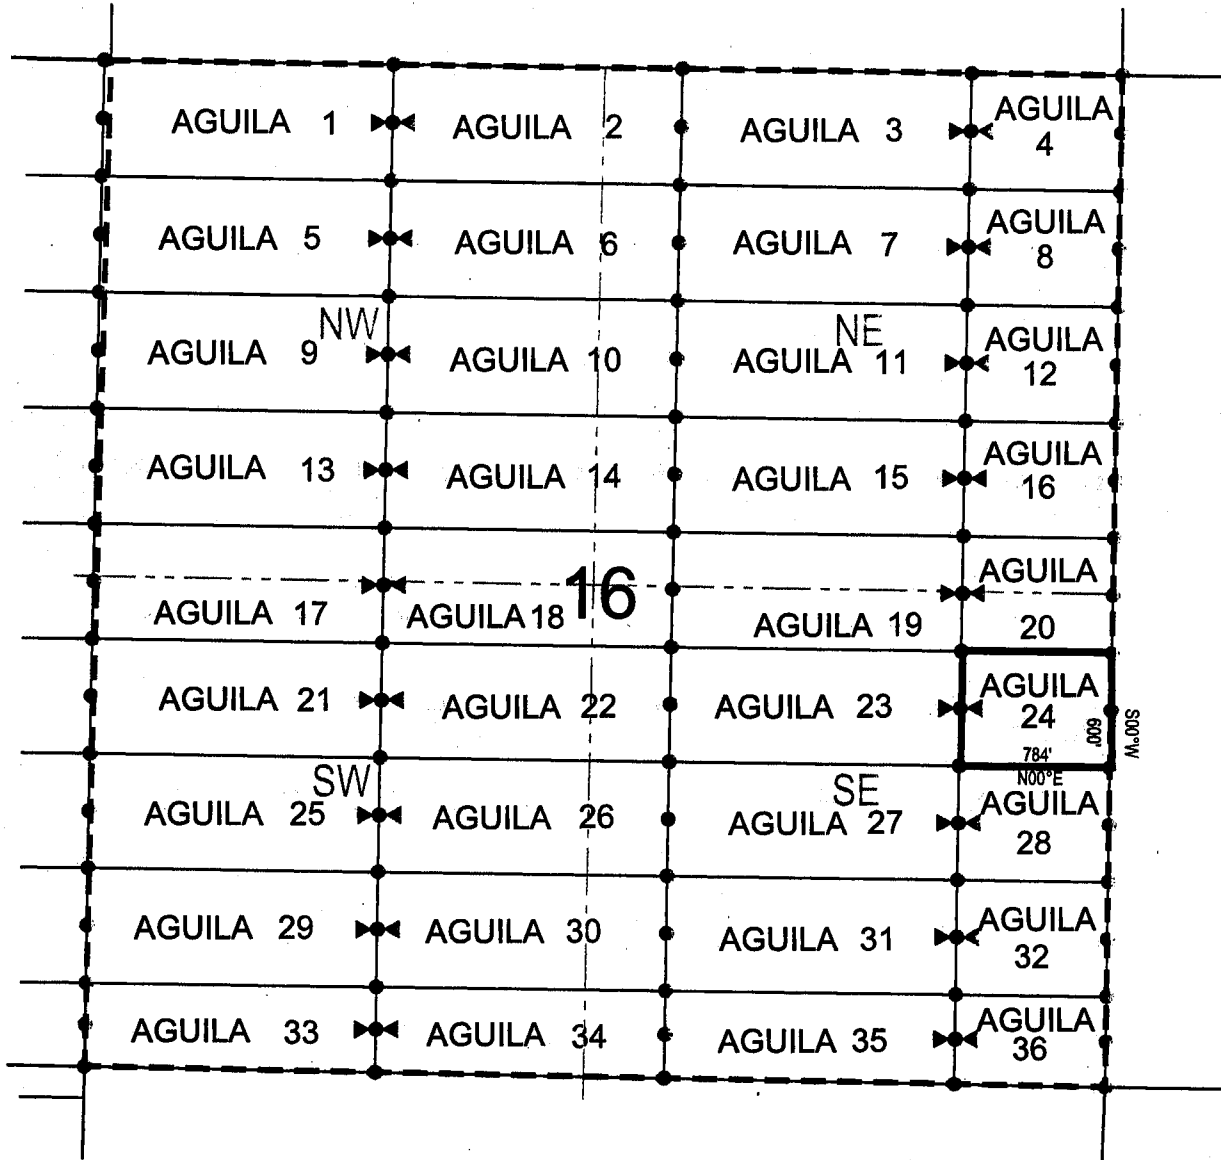 AGUILA 1
AGUILA 2
AGUILA 3
AGUILA
4
AGUILA 5
AGUILA 6
AGUILA 7
AGUILA
8
NW
NE
AGUILA 9
AGUILA 10
AGUILA 11
AGUILA
12
AGUILA 13
AGUILA 14
AGUILA 15
AGUILA
16
16
AGUILA 17
AGUILA 18
AGUILA 19
AGUILA
20
AGUILA 21
AGUILA 22
AGUILA 23
AGUILA
24
600'
S00°W
784'
N00°E
SW
SE
AGUILA 25
AGUILA 26
AGUILA 27
AGUILA
28
AGUILA 29
AGUILA 30
AGUILA 31
AGUILA
32
AGUILA 33
AGUILA 34
AGUILA 35
AGUILA
36